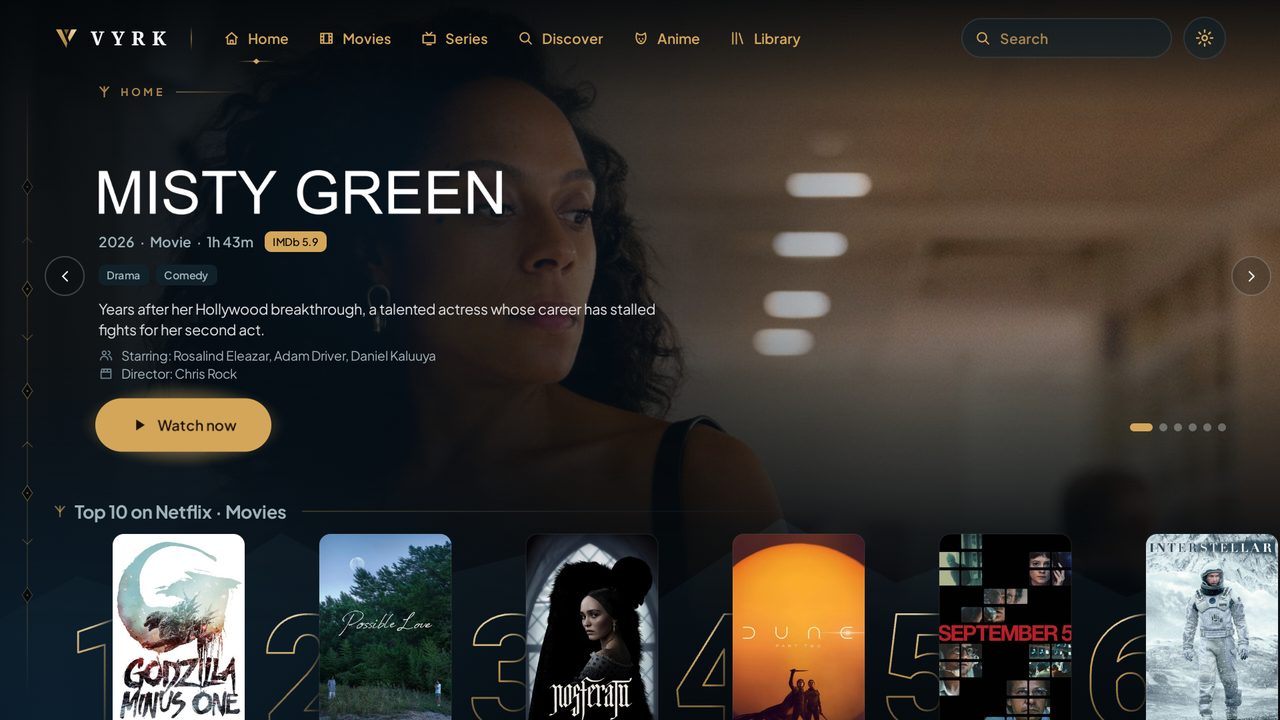 VYRK
Home
Movies
Series
Discover
Anime
Library
Search
HOME
MISTY GREEN
2026 · Movie · 1h 43m IMDb 5.9
Drama Comedy
Years after her Hollywood breakthrough, a talented actress whose career has stalled
fights for her second act.
Starring: Rosalind Eleazar, Adam Driver, Daniel Kaluuya
Director: Chris Rock
Watch now
Top 10 on Netflix · Movies
1
GODZILLA
MINUS ONE
2
Possible Love
3
nosferatu
4
DUNE
PART TWO
5
SEPTEMBER 5
6
INTERSTELLAR